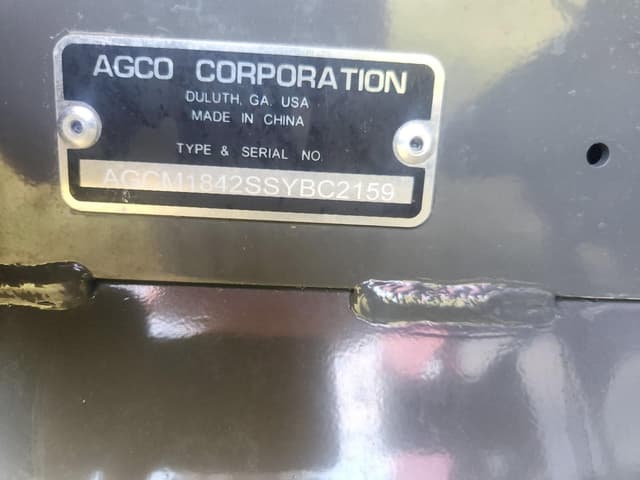 AGCO CORPORATION
DULUTH, GA. USA
MADE IN CHINA
TYPE & SERIAL NO.
AGCM1842SSYBC2159